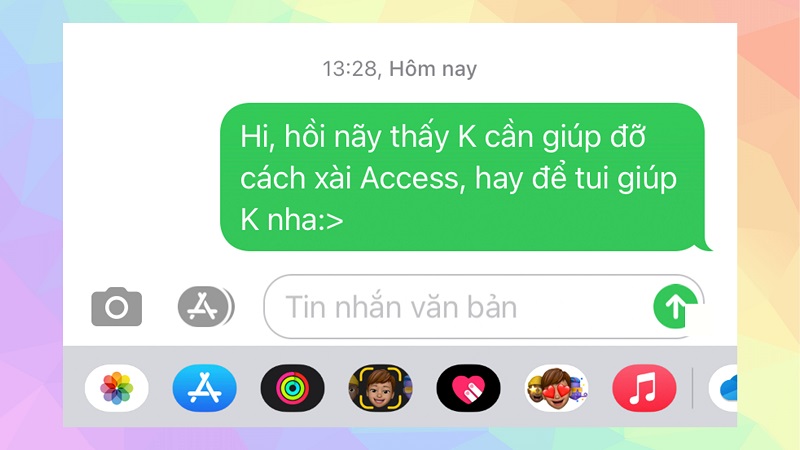 13:28, Hôm nay
Hi, hồi nãy thấy K cần giúp đỡ
cách xài Access, hay để tui giúp
K nha:>
Tin nhắn văn bản